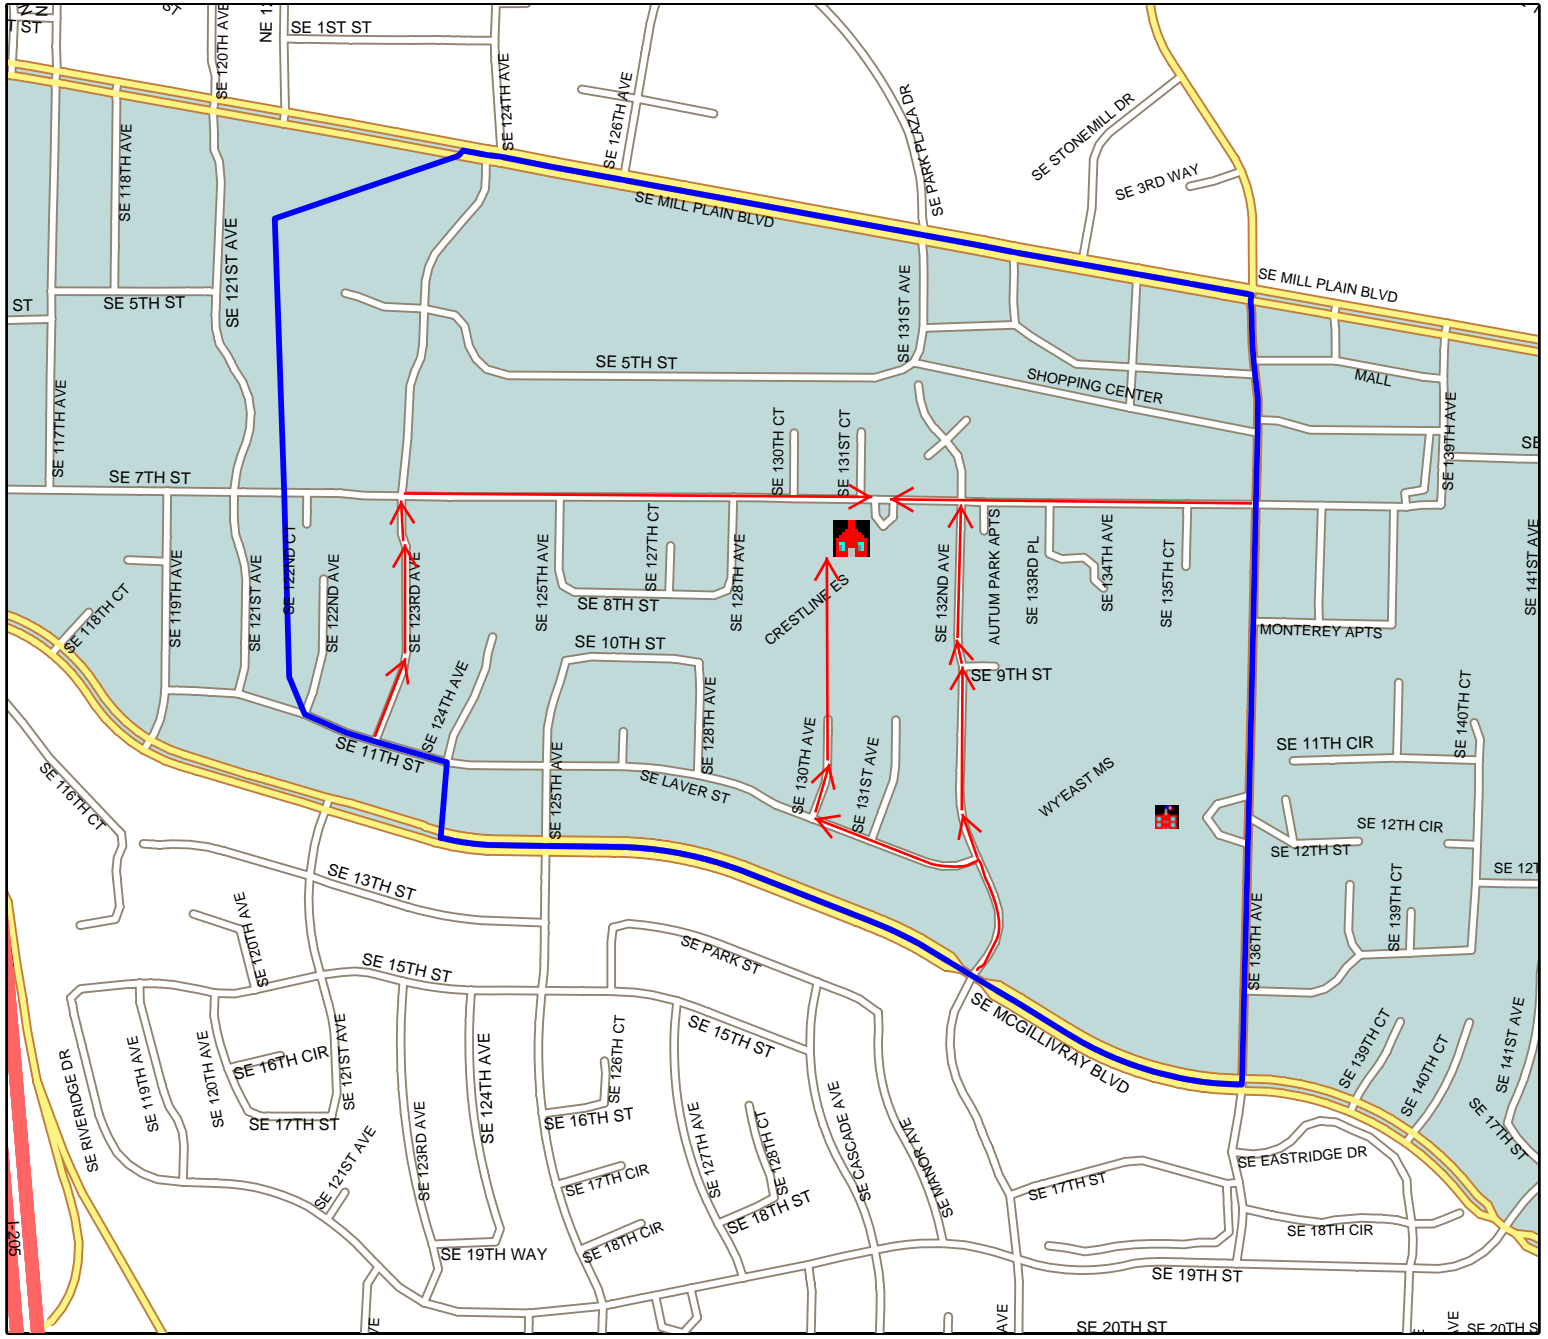 T ST
ST
SE 120TH AVE
NE 12
SE 1ST ST
SE 124TH AVE
SE 126TH AVE
SE PARK PLAZA DR
SE STONEMILL DR
SE 3RD WAY
SE 118TH AVE
SE 121ST AVE
SE MILL PLAIN BLVD
SE MILL PLAIN BLVD
ST
SE 5TH ST
SE 131ST AVE
SE 5TH ST
SHOPPING CENTER
MALL
SE 117TH AVE
SE 130TH CT
SE 131ST CT
SE 139TH AVE
SE
SE 7TH ST
SE 122ND CT
SE 119TH AVE
SE 121ST AVE
SE 122ND AVE
SE 123RD AVE
SE 125TH AVE
SE 127TH CT
SE 128TH AVE
SE 8TH ST
CRESTLINE ES
SE 132ND AVE
AUTUM PARK APTS
SE 133RD PL
SE 134TH AVE
SE 135TH CT
SE 141ST AVE
SE 118TH CT
MONTEREY APTS
SE 10TH ST
SE 9TH ST
SE 124TH AVE
SE 128TH AVE
SE 11TH ST
SE 125TH AVE
SE LAVER ST
SE 130TH AVE
SE 131ST AVE
WY'EAST MS
SE 11TH CIR
SE 140TH CT
SE 116TH CT
SE 12TH CIR
SE 12TH ST
SE 12T
SE 13TH ST
SE 139TH CT
SE 136TH AVE
SE 120TH AVE
SE 15TH ST
SE PARK ST
SE MCGILLIVRAY BLVD
SE 15TH ST
SE RIVERIDGE DR
SE 119TH AVE
SE 120TH AVE
SE 16TH CIR
SE 121ST AVE
SE 17TH ST
SE 124TH AVE
SE 126TH CT
SE 16TH ST
SE 139TH CT
SE 140TH CT
SE 141ST AVE
SE 17TH ST
SE 121ST AVE
SE 123RD AVE
SE 127TH AVE
SE 128TH CT
SE CASCADE AVE
SE MANOR AVE
SE EASTRIDGE DR
SE 17TH CIR
SE 17TH ST
SE 18TH ST
SE 18TH CIR
SE 18TH CIR
SE 19TH WAY
SE 19TH ST
I-205
VE
AVE
SE 20TH ST
E
AVE
SE 20TH S